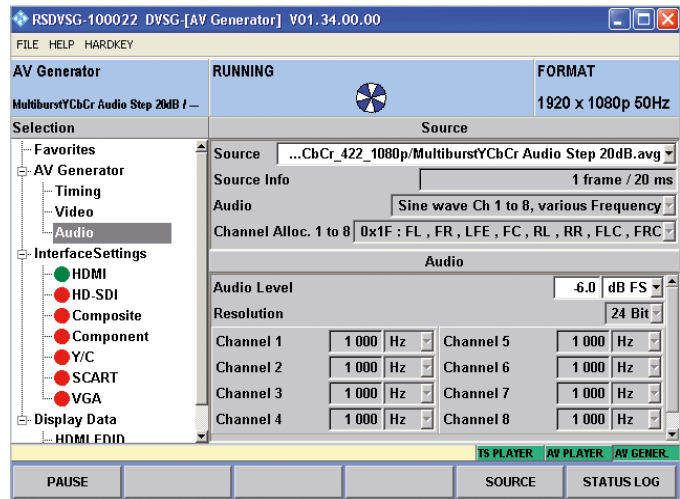 RSDVSG-100022 DVSG-[AV Generator] V01.34.00.00
FILE HELP HARDKEY
AV Generator
MultiburstYCbCr Audio Step 20dB / ---
RUNNING
FORMAT
1920 x 1080p 50Hz
Selection
Favorites
AV Generator
Timing
Video
Audio
InterfaceSettings
HDMI
HD-SDI
Composite
Component
Y/C
SCART
VGA
Display Data
HDMI EDID
Source
Source ...CbCr_422_1080p/MultiburstYCbCr Audio Step 20dB.avg
Source Info 1 frame / 20 ms
Audio Sine wave Ch 1 to 8, various Frequency
Channel Alloc. 1 to 8 0x1F : FL , FR , LFE , FC , RL , RR , FLC , FRC
Audio
Audio Level -6.0 dB FS
Resolution 24 Bit
Channel 1 1 000 Hz Channel 5 1 000 Hz
Channel 2 1 000 Hz Channel 6 1 000 Hz
Channel 3 1 000 Hz Channel 7 1 000 Hz
Channel 4 1 000 Hz Channel 8 1 000 Hz
TS PLAYER AV PLAYER AV GENER.
PAUSE SOURCE STATUS LOG